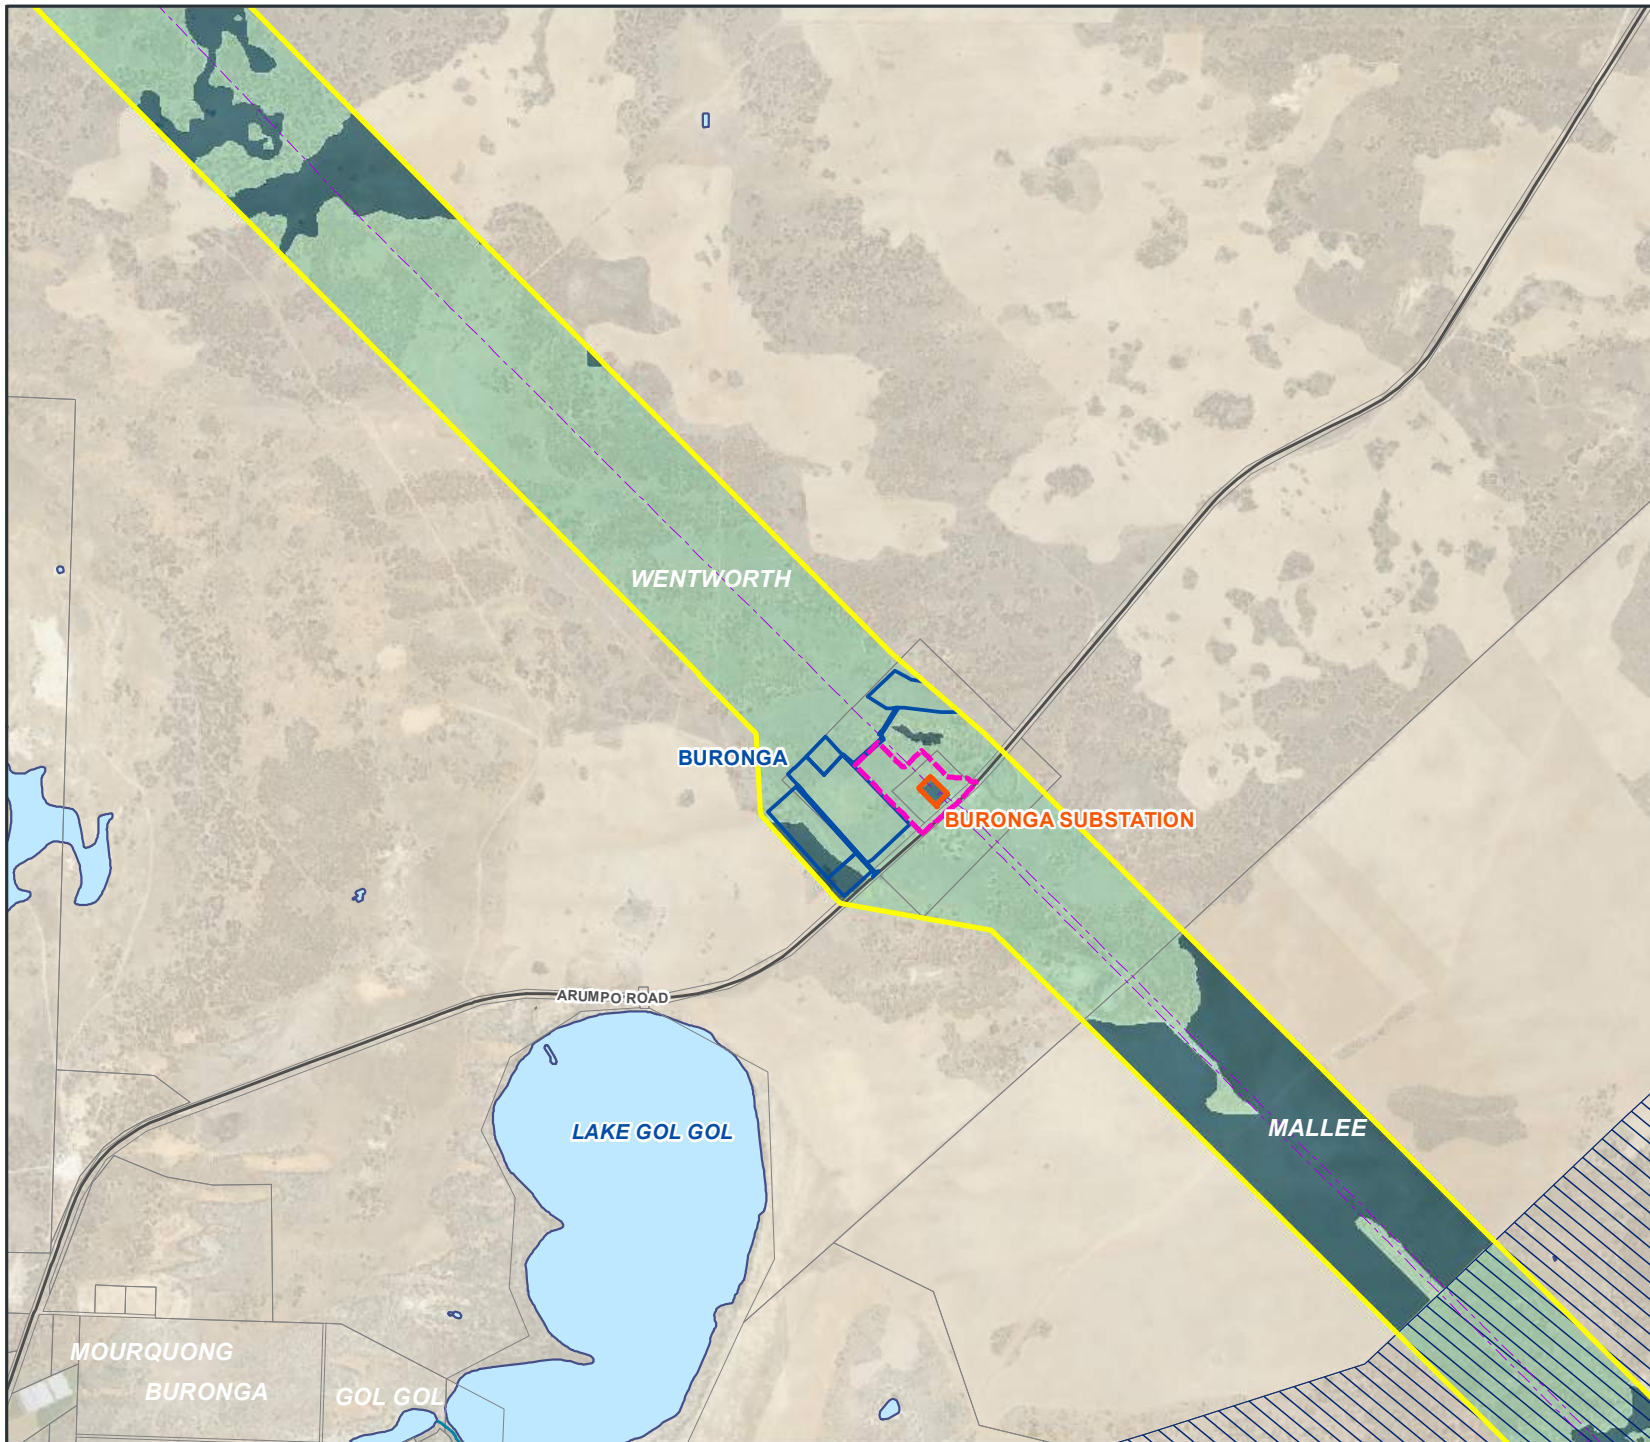 WENTWORTH
BURONGA
BURONGA SUBSTATION
ARUMPO ROAD
LAKE GOL GOL
MALLEE
MOURQUONG
BURONGA
GOL GOL